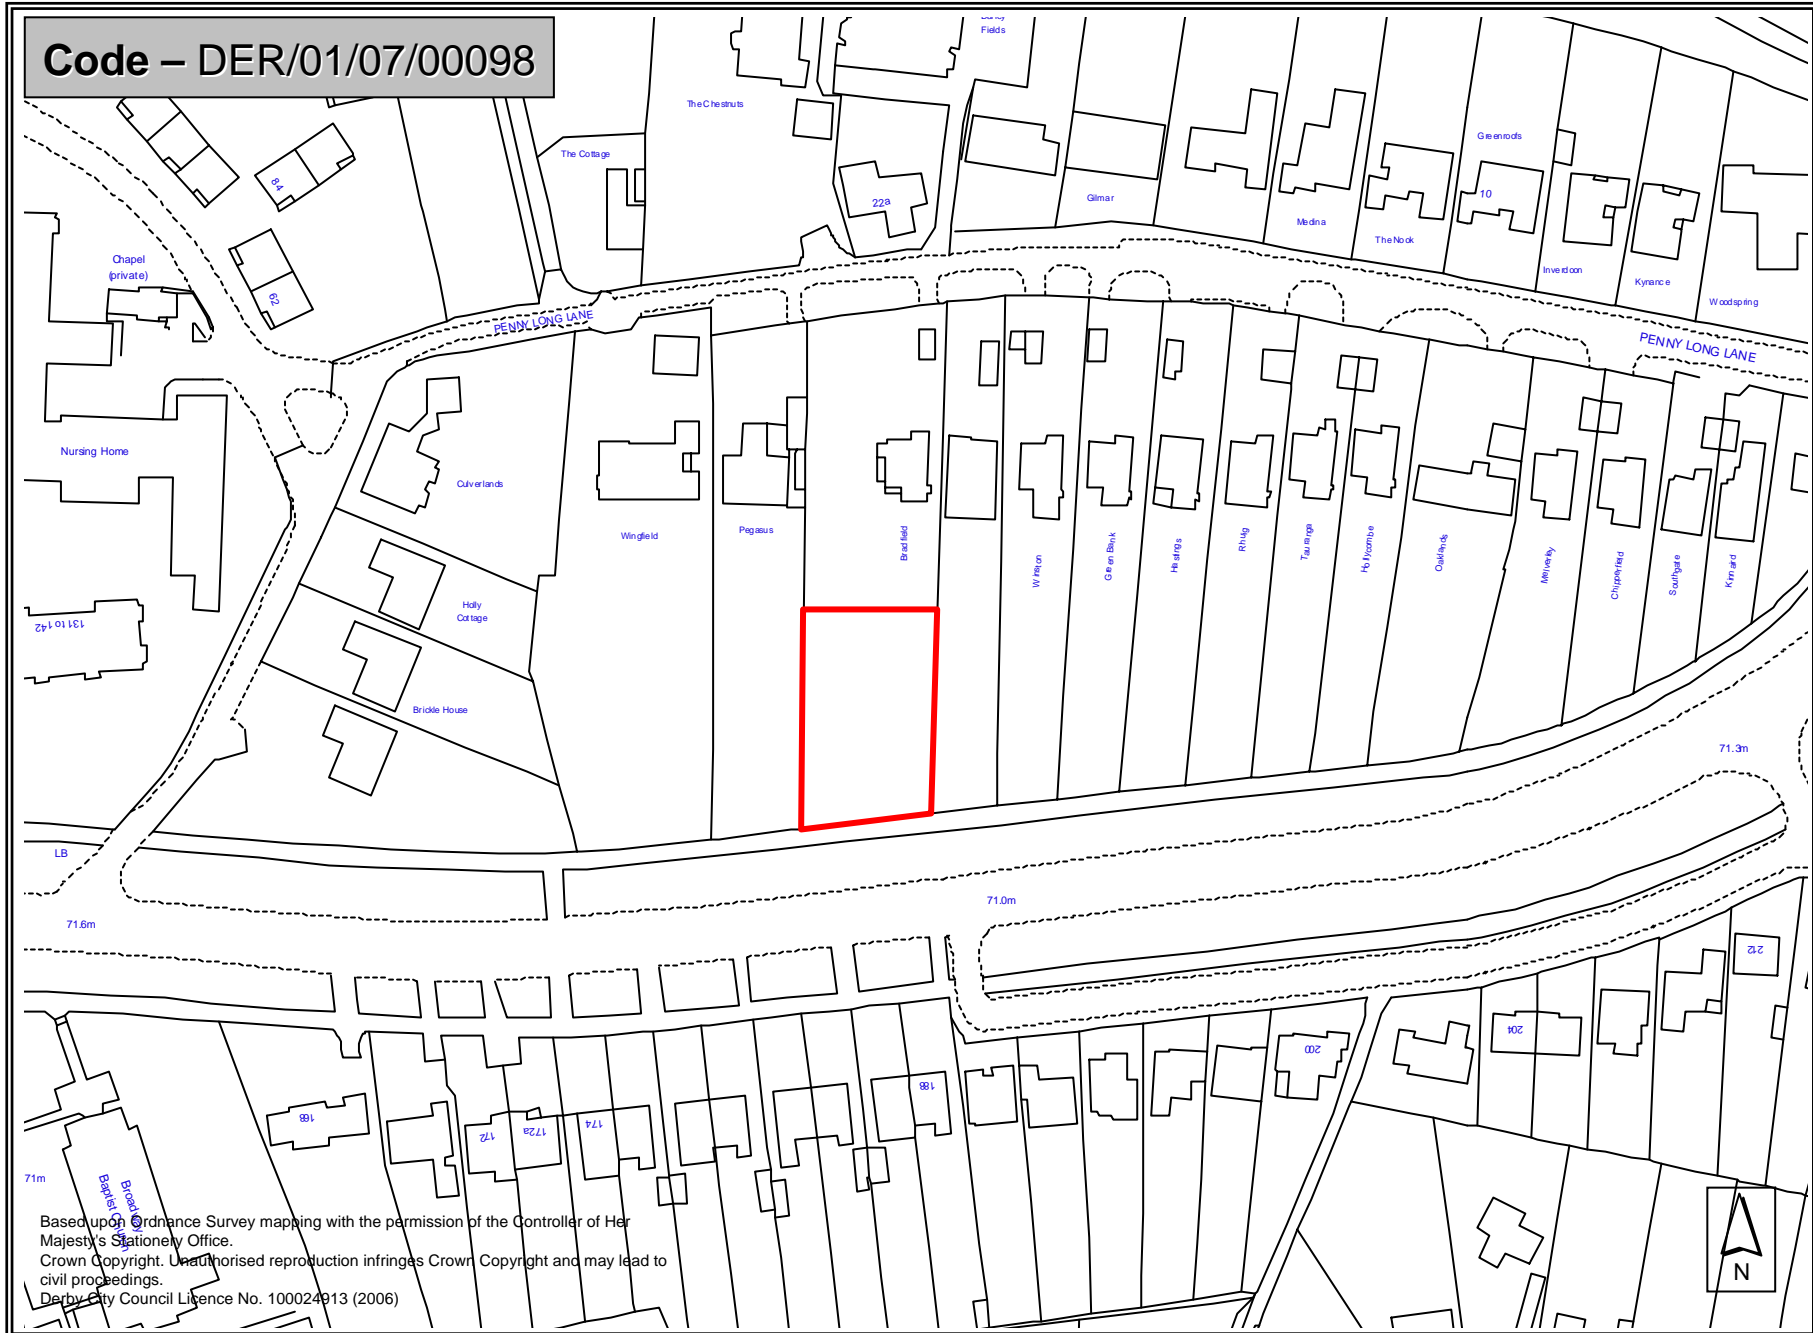 Code – DER/01/07/00098
Fields
The Chestnuts
The Cottage
84
22a
Gilmar
Medina
The Nook
Greenroofs
10
Inverdoon
Kynance
Woodspring
Chapel
(private)
62
PENNY LONG LANE
PENNY LONG LANE
Nursing Home
Culverlands
Wingfield
Pegasus
Bradfield
Winston
Green Bank
Hastings
Rhuig
Tauranga
Hollycombe
Oaklands
Melverley
Chipperfield
Southgate
Kinnaird
131 to 142
Holly
Cottage
Brickle House
71.3m
LB
71.6m
71.0m
212
204
200
188
168
172
172a
174
71m
Broadway
Baptist Church
Based upon Ordnance Survey mapping with the permission of the Controller of Her
Majesty's Stationery Office.
Crown Copyright. Unauthorised reproduction infringes Crown Copyright and may lead to
civil proceedings.
Derby City Council Licence No. 100024913 (2006)
N